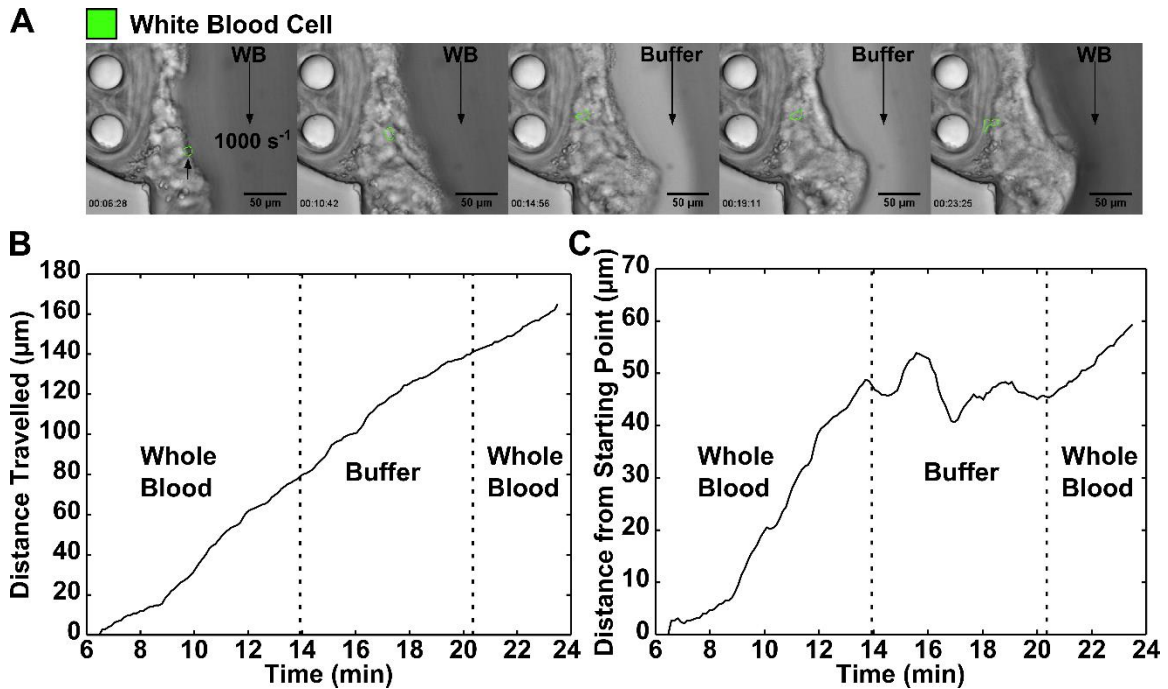 A
White Blood Cell
WB
1000 s⁻¹
50 µm
00:06:28
WB
50 µm
00:10:42
Buffer
50 µm
00:14:56
Buffer
50 µm
00:19:11
WB
50 µm
00:23:25
B
Distance Travelled (µm)
180
160
140
120
100
80
60
40
20
0
Whole
Blood
Buffer
Whole
Blood
6 8 10 12 14 16 18 20 22 24
Time (min)
C
Distance from Starting Point (µm)
70
60
50
40
30
20
10
0
Whole
Blood
Buffer
Whole
Blood
6 8 10 12 14 16 18 20 22 24
Time (min)